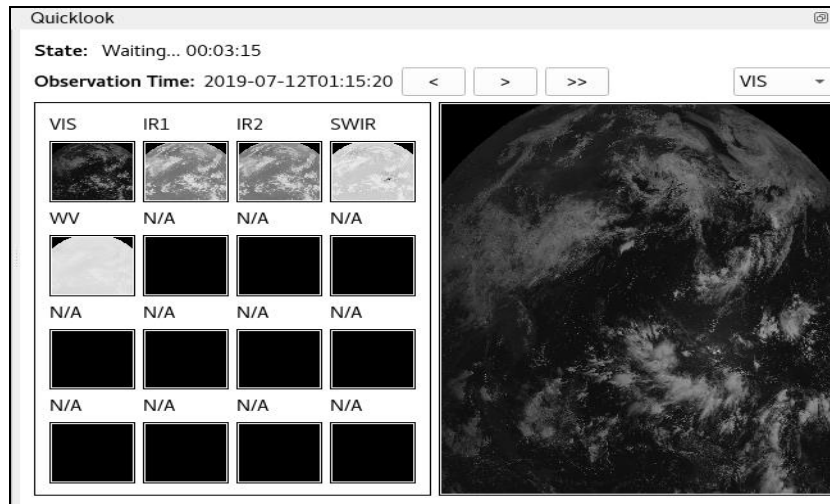 Quicklook
State: Waiting... 00:03:15
Observation Time: 2019-07-12T01:15:20 < > >> VIS
VIS IR1 IR2 SWIR
WV N/A N/A N/A
N/A N/A N/A N/A
N/A N/A N/A N/A